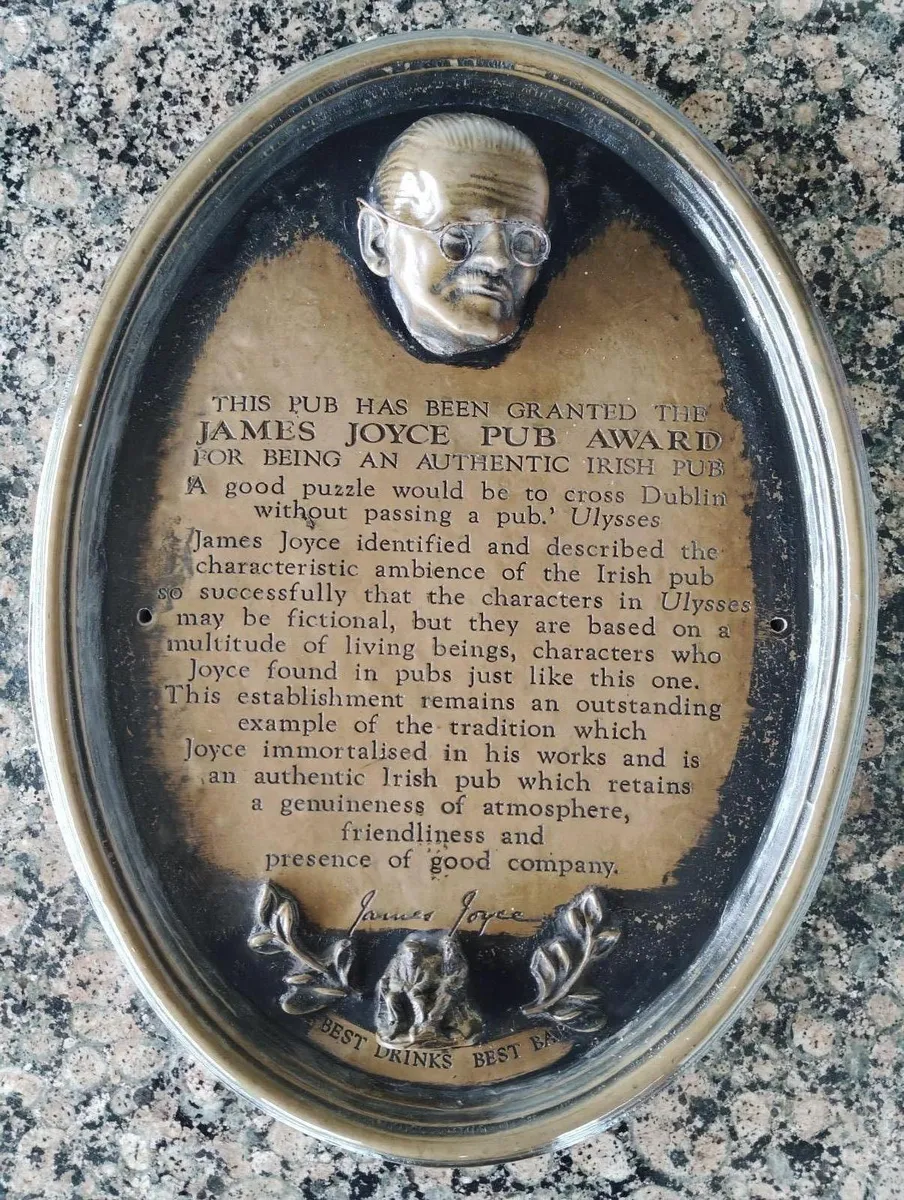 THIS PUB HAS BEEN GRANTED THE
JAMES JOYCE PUB AWARD
FOR BEING AN AUTHENTIC IRISH PUB
'A good puzzle would be to cross Dublin
without passing a pub.' Ulysses
James Joyce identified and described the
characteristic ambience of the Irish pub
so successfully that the characters in Ulysses
may be fictional, but they are based on a
multitude of living beings, characters who
Joyce found in pubs just like this one.
This establishment remains an outstanding
example of the tradition which
Joyce immortalised in his works and is
an authentic Irish pub which retains
a genuineness of atmosphere,
friendliness and
presence of good company.
James Joyce
BEST DRINKS BEST